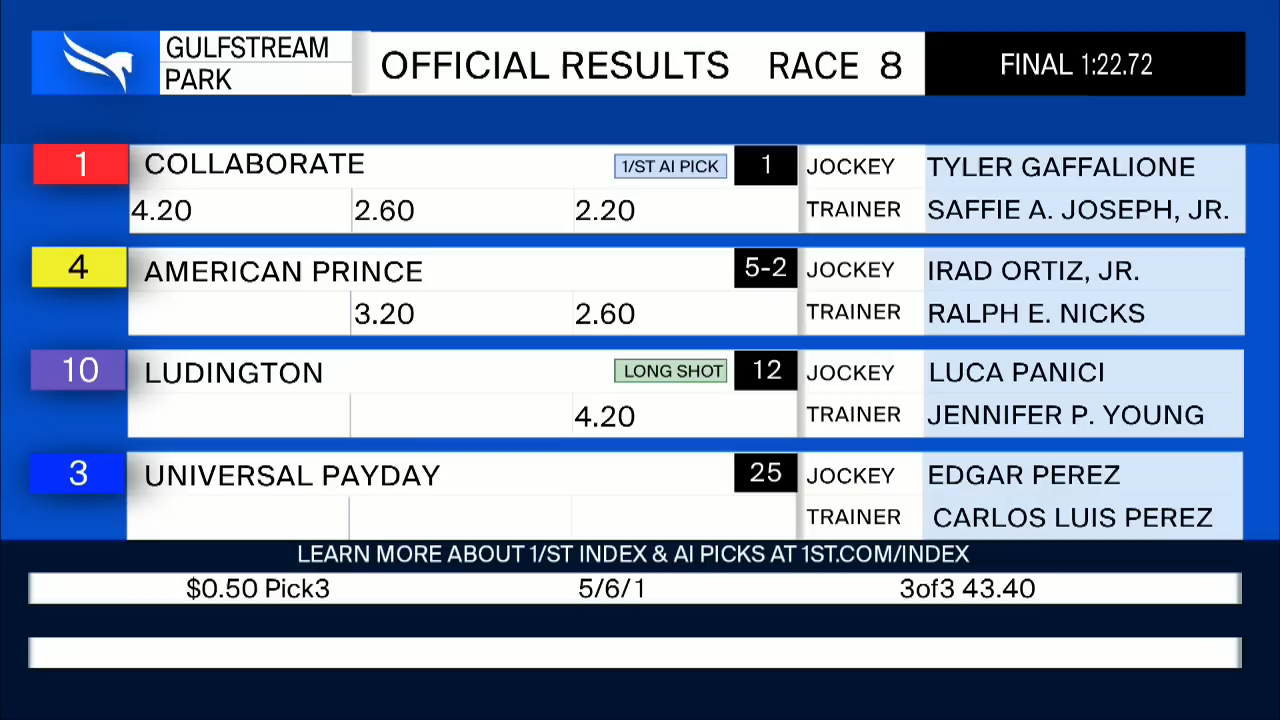 GULFSTREAM
PARK
OFFICIAL RESULTS RACE 8
FINAL 1:22.72
1 COLLABORATE 1/ST AI PICK 1 JOCKEY TYLER GAFFALIONE
4.20 2.60 2.20 TRAINER SAFFIE A. JOSEPH, JR.
4 AMERICAN PRINCE 5-2 JOCKEY IRAD ORTIZ, JR.
3.20 2.60 TRAINER RALPH E. NICKS
10 LUDINGTON LONG SHOT 12 JOCKEY LUCA PANICI
4.20 TRAINER JENNIFER P. YOUNG
3 UNIVERSAL PAYDAY 25 JOCKEY EDGAR PEREZ
TRAINER CARLOS LUIS PEREZ
LEARN MORE ABOUT 1/ST INDEX & AI PICKS AT 1ST.COM/INDEX
$0.50 Pick3 5/6/1 3of3 43.40